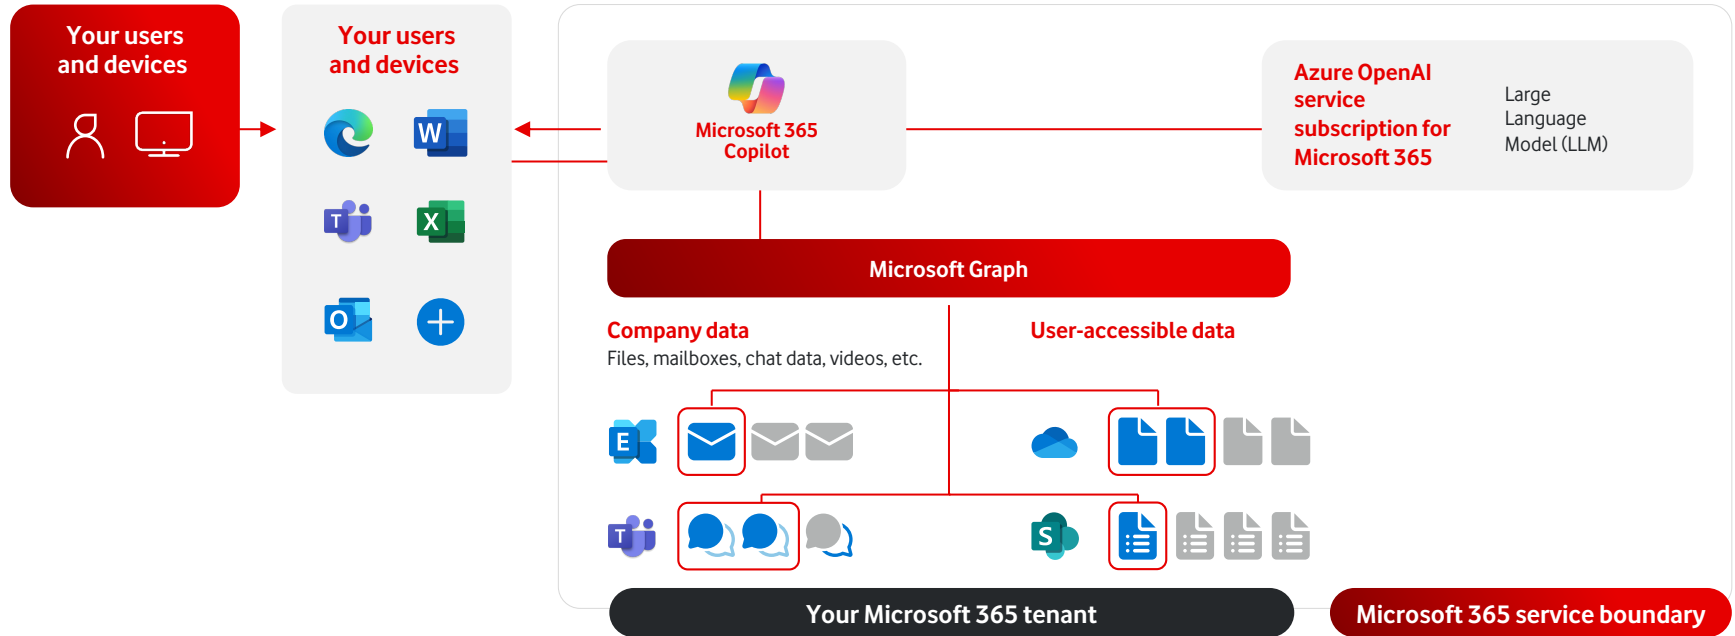 Your users
and devices
Your users
and devices
W
T
X
O
Microsoft 365
Copilot
Azure OpenAI
service
subscription for
Microsoft 365
Large
Language
Model (LLM)
Microsoft Graph
Company data
Files, mailboxes, chat data, videos, etc.
User-accessible data
E
T
S
Your Microsoft 365 tenant
Microsoft 365 service boundary